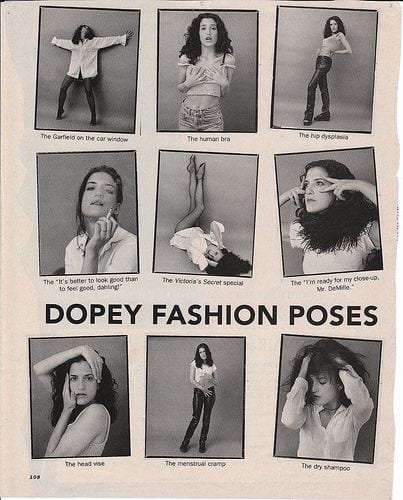 The Garfield on the car window
The human bra
The hip dysplasia
The "It's better to look good than
to feel good, dahling!"
The Victoria's Secret special
The "I'm ready for my close-up,
Mr. DeMille."
DOPEY FASHION POSES
The head vise
The menstrual cramp
The dry shampoo
108